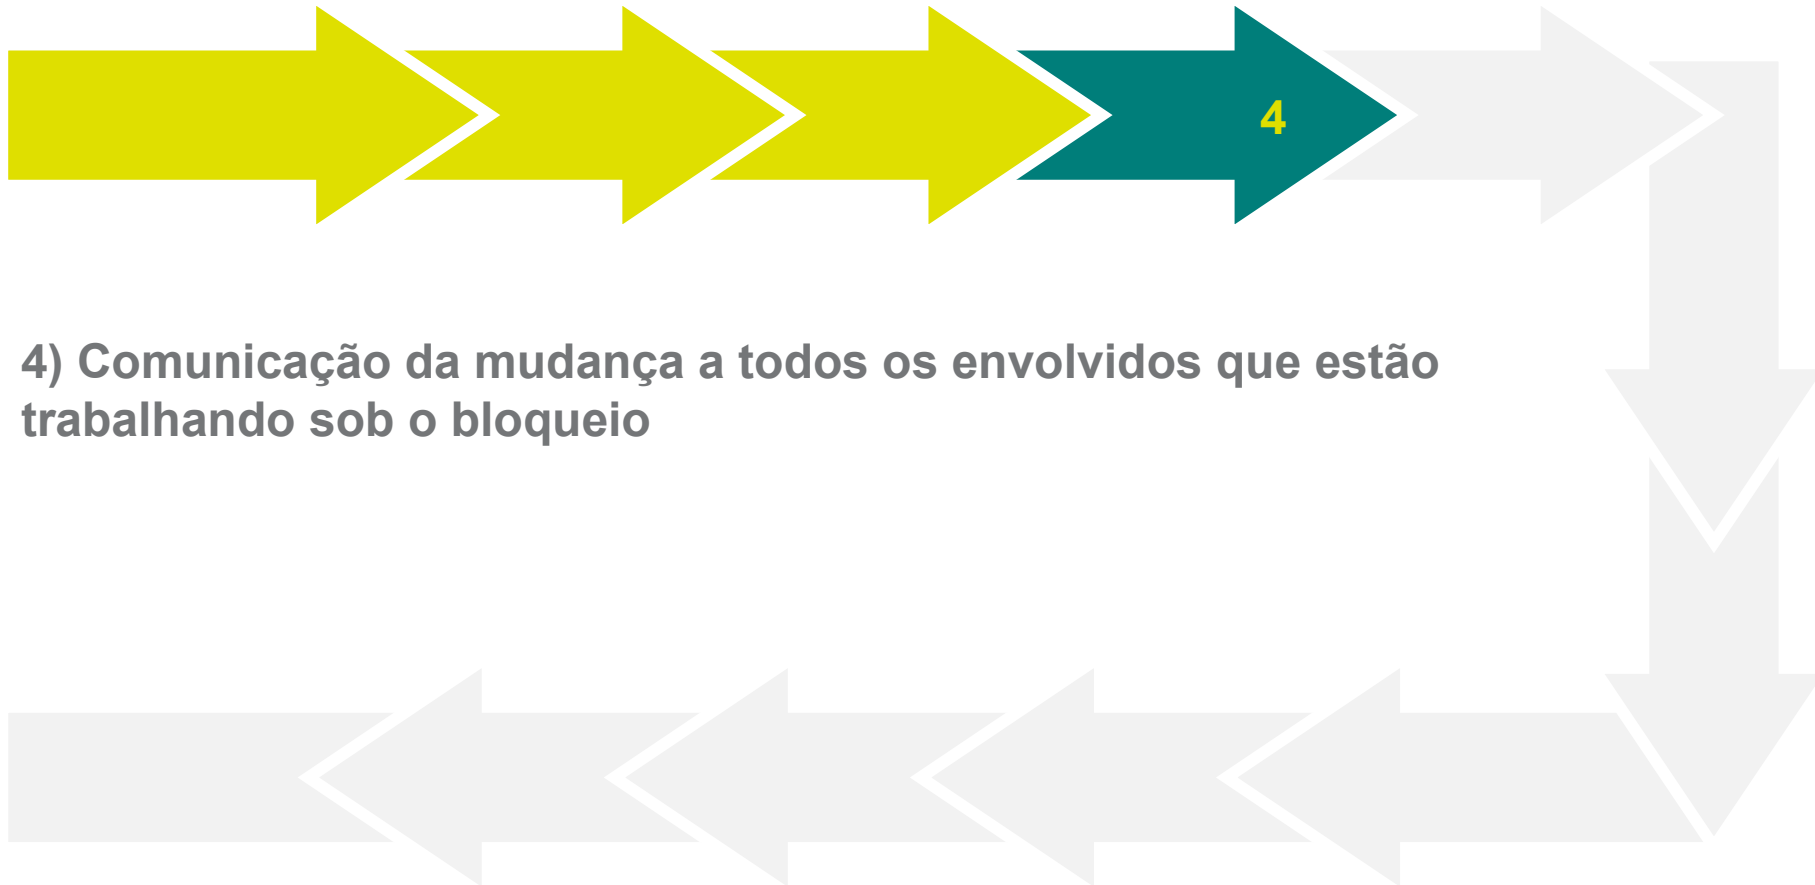 4
4) Comunicação da mudança a todos os envolvidos que estão
trabalhando sob o bloqueio